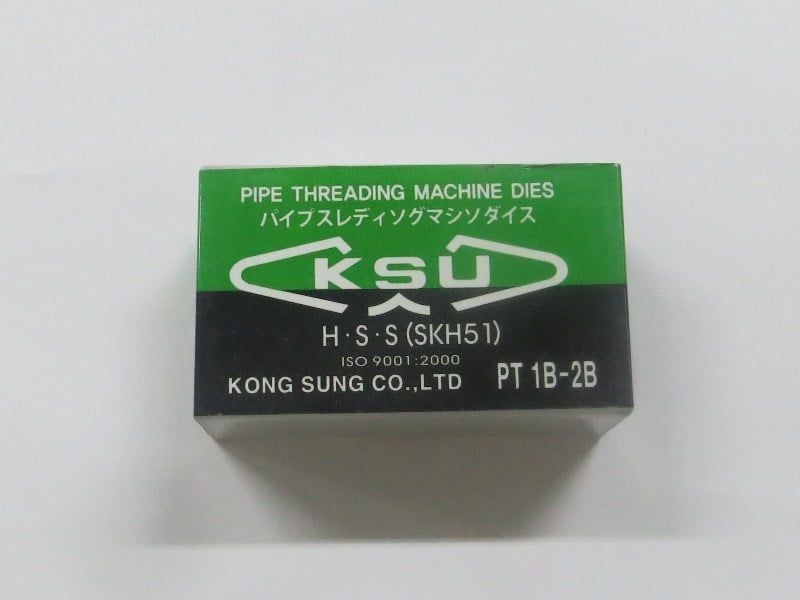 PIPE THREADING MACHINE DIES
パイプスレディソグマシソダイス
KSU
H·S·S (SKH51)
ISO 9001:2000
KONG SUNG CO.,LTD PT 1B-2B